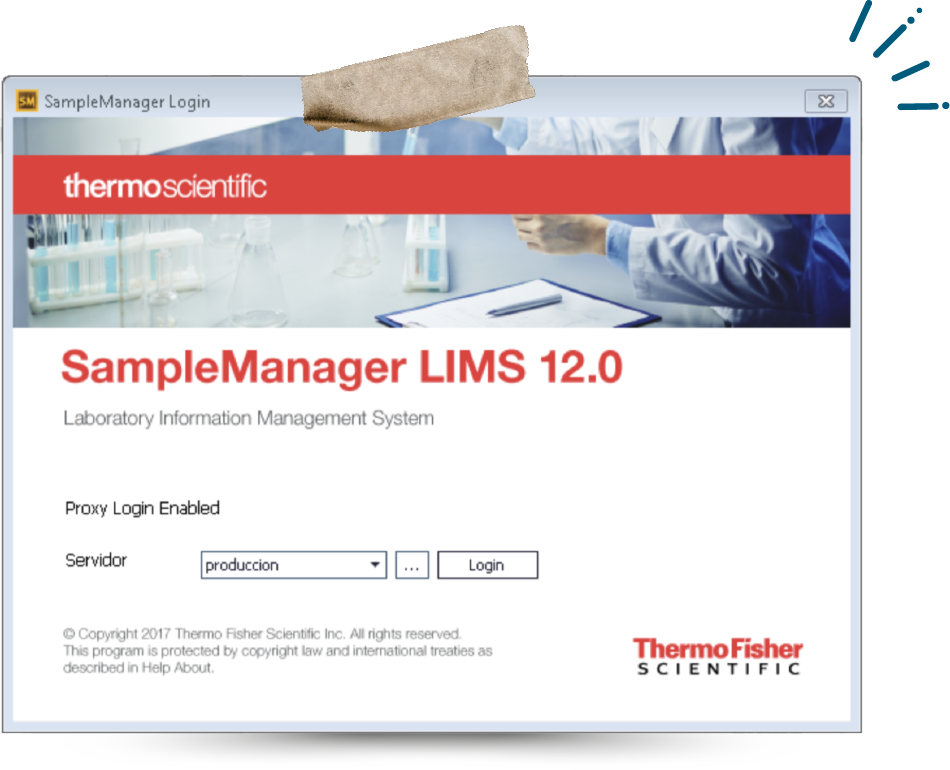 SM SampleManager Login
thermoscientific
SampleManager LIMS 12.0
Laboratory Information Management System
Proxy Login Enabled
Servidor produccion ... Login
© Copyright 2017 Thermo Fisher Scientific Inc. All rights reserved.
This program is protected by copyright law and international treaties as
described in Help About.
ThermoFisher
SCIENTIFIC